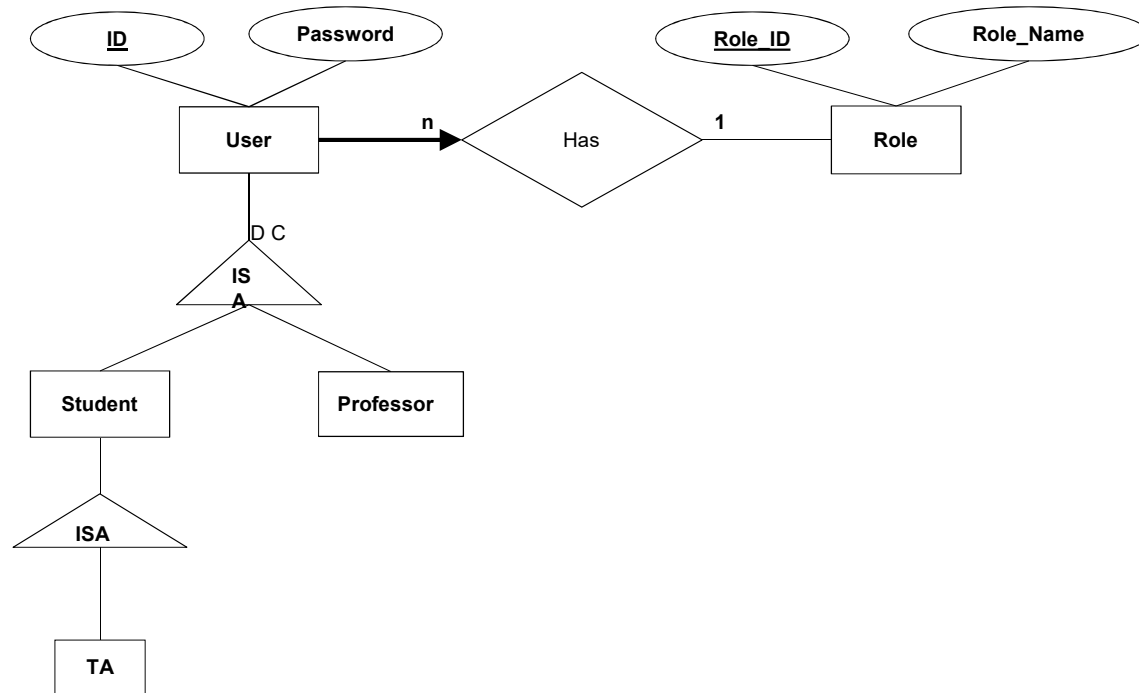 ID
Password
Role_ID
Role_Name
User
n
Has
1
Role
D C
IS
A
Student
Professor
ISA
TA